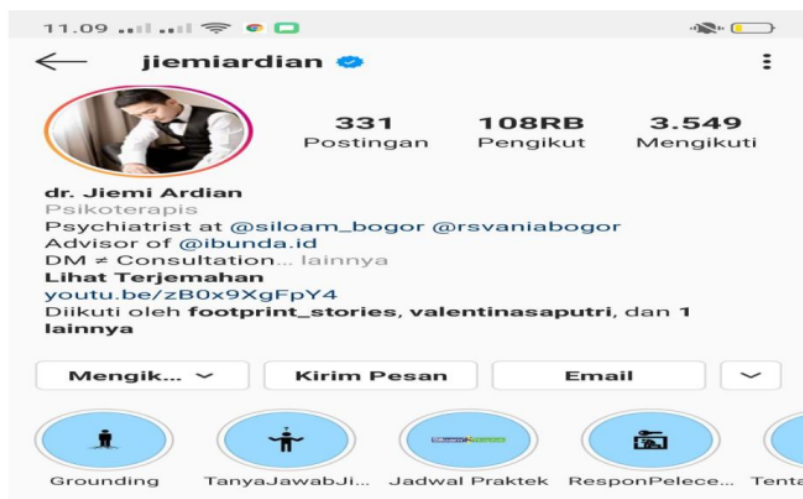 11.09
jiemiardian
331 108RB 3.549
Postingan Pengikut Mengikuti
dr. Jiemi Ardian
Psikoterapis
Psychiatrist at @siloam_bogor @rsvaniabogor
Advisor of @ibunda.id
DM ≠ Consultation... lainnya
Lihat Terjemahan
youtu.be/zB0x9XgFpY4
Diikuti oleh footprint_stories, valentinasaputri, dan 1
lainnya
Mengik... Kirim Pesan Email
Grounding TanyaJawabJi... Jadwal Praktek ResponPelece... Tenta